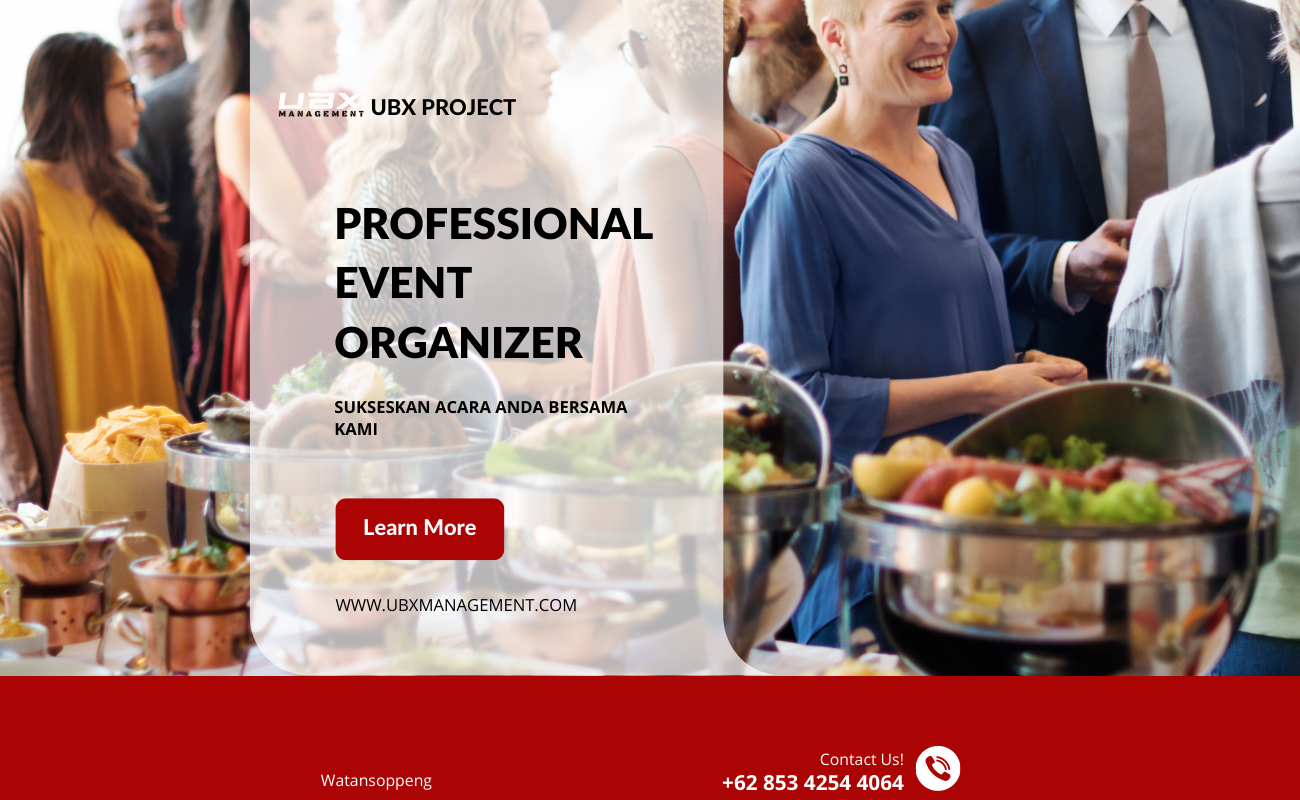 UBX
MANAGEMENT
UBX PROJECT
PROFESSIONAL
EVENT
ORGANIZER
SUKSESKAN ACARA ANDA BERSAMA
KAMI
Learn More
WWW.UBXMANAGEMENT.COM
Watansoppeng
Contact Us!
+62 853 4254 4064